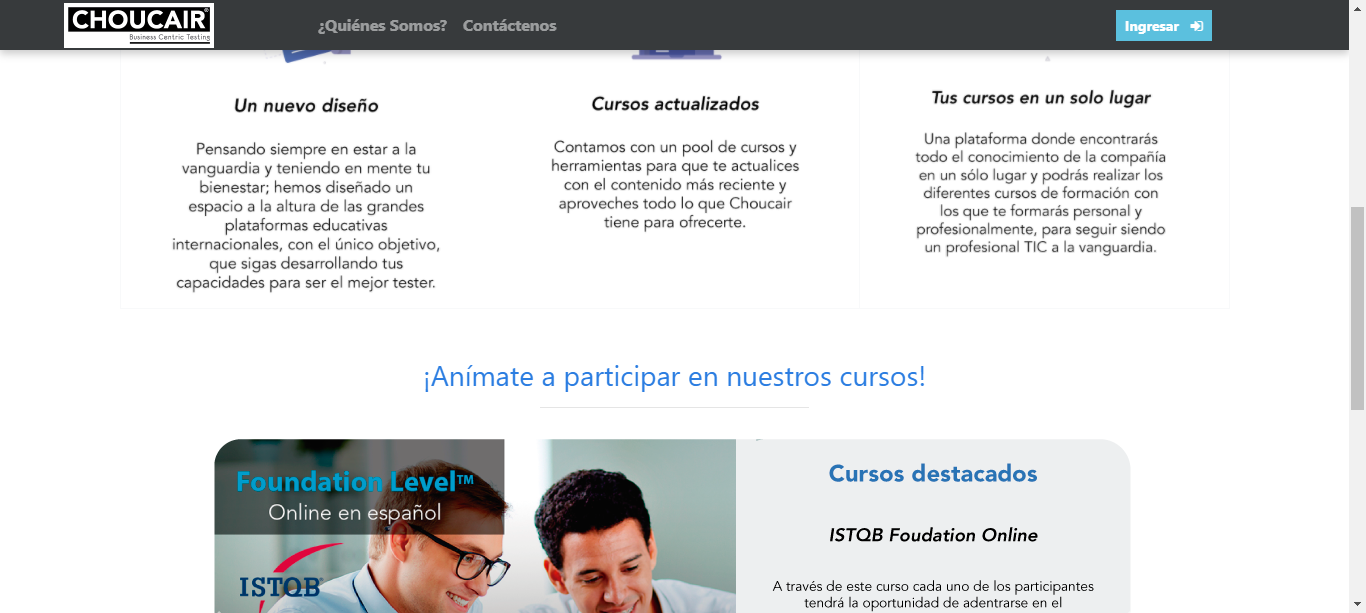 CHOUCAIR®
Business Centric Testing
¿Quiénes Somos?
Contáctenos
Ingresar
Un nuevo diseño
Pensando siempre en estar a la
vanguardia y teniendo en mente tu
bienestar; hemos diseñado un
espacio a la altura de las grandes
plataformas educativas
internacionales, con el único objetivo,
que sigas desarrollando tus
capacidades para ser el mejor tester.
Cursos actualizados
Contamos con un pool de cursos y
herramientas para que te actualices
con el contenido más reciente y
aproveches todo lo que Choucair
tiene para ofrecerte.
Tus cursos en un solo lugar
Una plataforma donde encontrarás
todo el conocimiento de la compañía
en un sólo lugar y podrás realizar los
diferentes cursos de formación con
los que te formarás personal y
profesionalmente, para seguir siendo
un profesional TIC a la vanguardia.
¡Anímate a participar en nuestros cursos!
Foundation Level™
Online en español
ISTQB®
Cursos destacados
ISTQB Foudation Online
A través de este curso cada uno de los participantes
tendrá la oportunidad de adentrarse en el